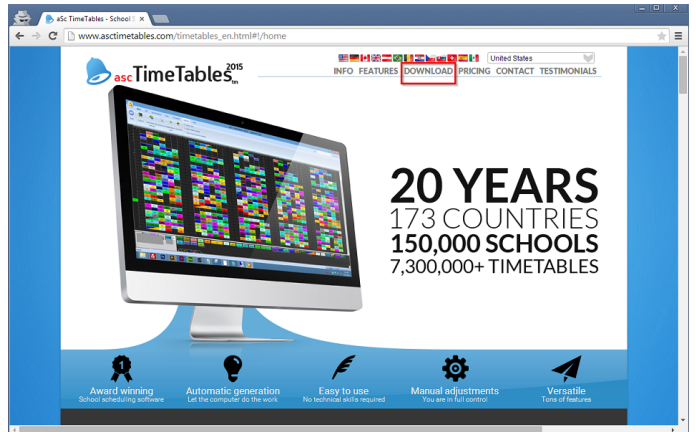 aSc TimeTables - School S
www.asctimetables.com/timetables_en.html#!/home
asc TimeTables 2015
United States
INFO FEATURES DOWNLOAD PRICING CONTACT TESTIMONIALS
20 YEARS
173 COUNTRIES
150,000 SCHOOLS
7,300,000+ TIMETABLES
1
Award winning
School scheduling software
Automatic generation
Let the computer do the work
Easy to use
No technical skills required
Manual adjustments
You are in full control
Versatile
Tons of features